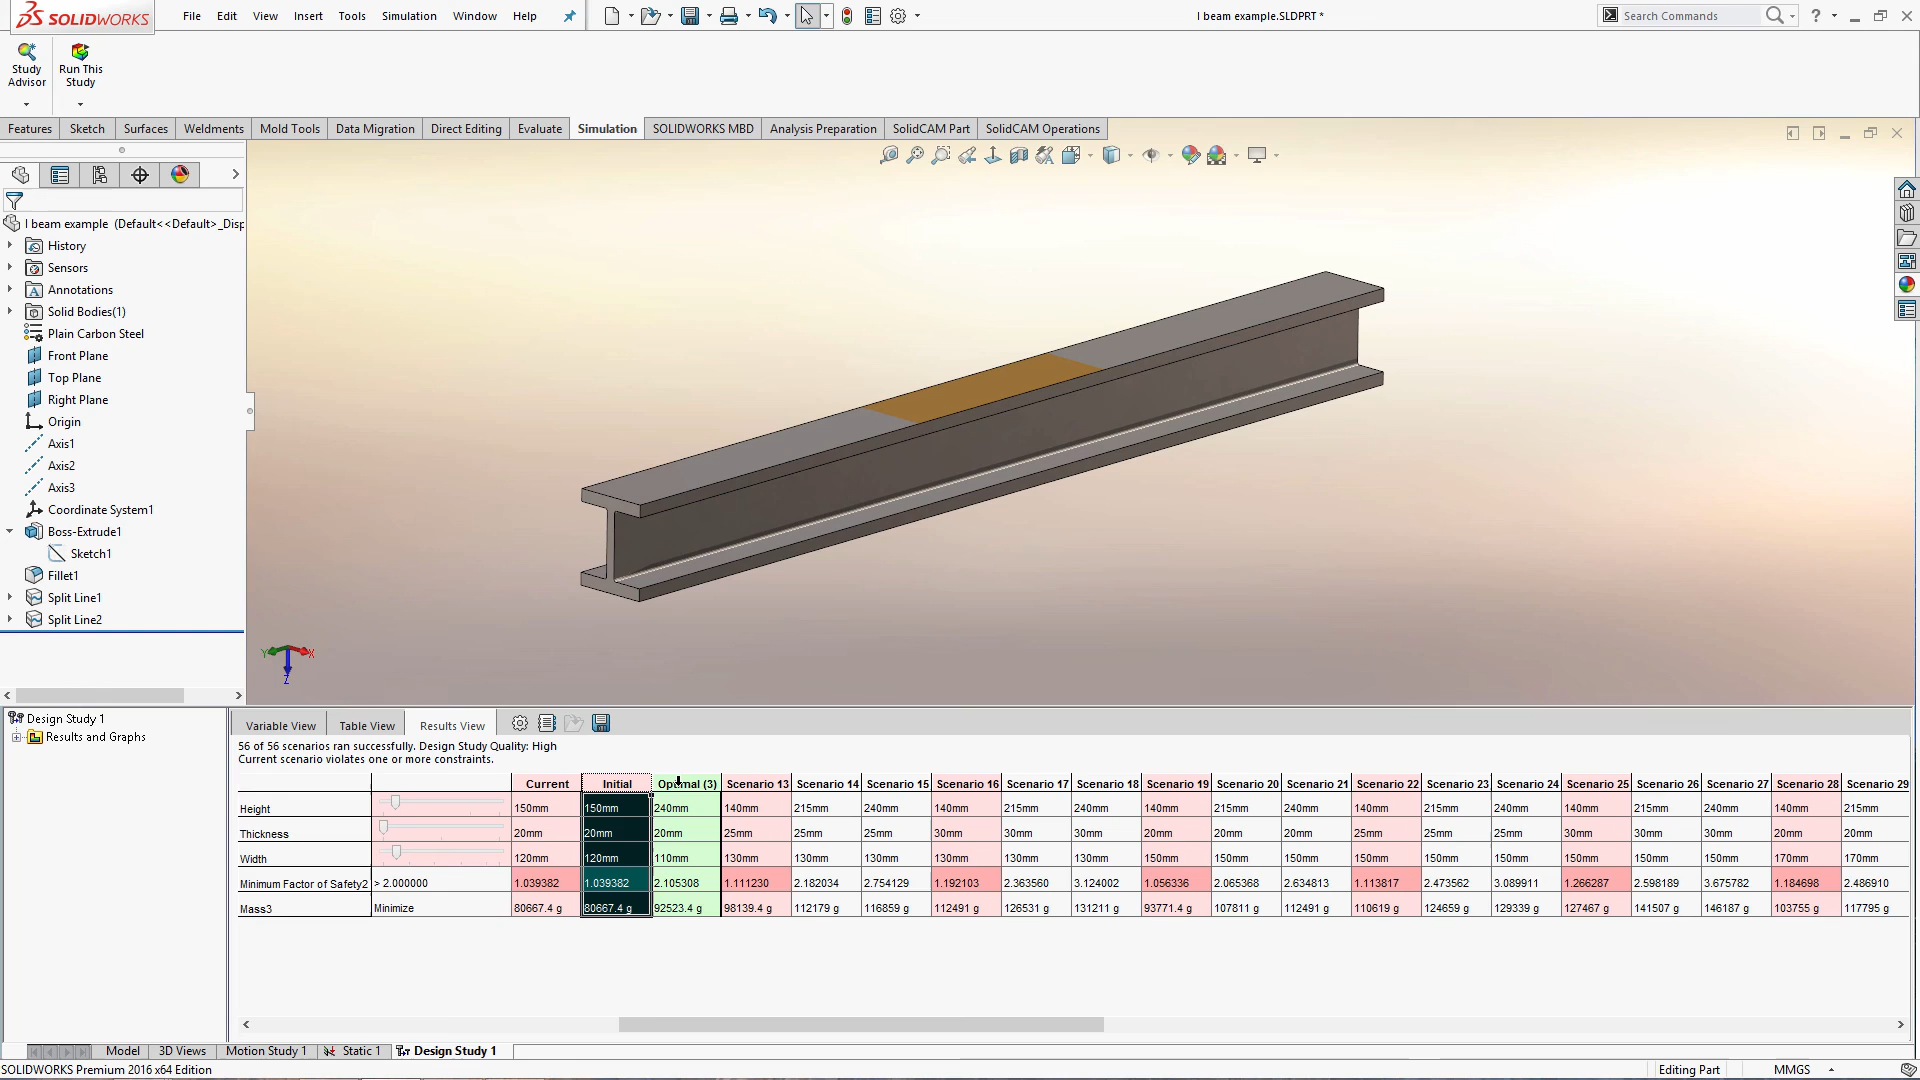 SOLIDWORKS File Edit View Insert Tools Simulation Window Help I beam example.SLDPRT * Search Commands ?
Study Advisor
Run This Study
Features Sketch Surfaces Weldments Mold Tools Data Migration Direct Editing Evaluate Simulation SOLIDWORKS MBD Analysis Preparation SolidCAM Part SolidCAM Operations
I beam example (Default<<Default>_Disp
History
Sensors
Annotations
Solid Bodies(1)
Plain Carbon Steel
Front Plane
Top Plane
Right Plane
Origin
Axis1
Axis2
Axis3
Coordinate System1
Boss-Extrude1
Sketch1
Fillet1
Split Line1
Split Line2
Y X
Z
Design Study 1
Results and Graphs
Variable View Table View Results View
56 of 56 scenarios ran successfully. Design Study Quality: High
Current scenario violates one or more constraints.
Current Initial Optimal (3) Scenario 13 Scenario 14 Scenario 15 Scenario 16 Scenario 17 Scenario 18 Scenario 19 Scenario 20 Scenario 21 Scenario 22 Scenario 23 Scenario 24 Scenario 25 Scenario 26 Scenario 27 Scenario 28 Scenario 29
Height 150mm 150mm 240mm 140mm 215mm 240mm 140mm 215mm 240mm 140mm 215mm 240mm 140mm 215mm 240mm 140mm 215mm 240mm 140mm 215mm
Thickness 20mm 20mm 20mm 25mm 25mm 25mm 30mm 30mm 30mm 20mm 20mm 20mm 25mm 25mm 25mm 30mm 30mm 30mm 20mm 20mm
Width 120mm 120mm 110mm 130mm 130mm 130mm 130mm 130mm 130mm 150mm 150mm 150mm 150mm 150mm 150mm 150mm 150mm 150mm 170mm 170mm
Minimum Factor of Safety2 > 2.000000 1.039382 1.039382 2.105308 1.111230 2.182034 2.754129 1.192103 2.363560 3.124002 1.056336 2.065368 2.634813 1.113817 2.473562 3.089911 1.266287 2.598189 3.675782 1.184698 2.486910
Mass3 Minimize 80667.4 g 80667.4 g 92523.4 g 98139.4 g 112179 g 116859 g 112491 g 126531 g 131211 g 93771.4 g 107811 g 112491 g 110619 g 124659 g 129339 g 127467 g 141507 g 146187 g 103755 g 117795 g
Model 3D Views Motion Study 1 Static 1 Design Study 1
SOLIDWORKS Premium 2016 x64 Edition Editing Part MMGS